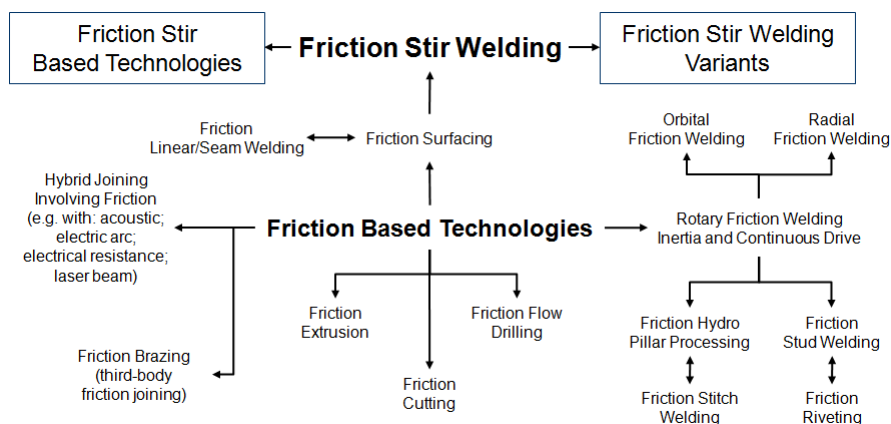 Friction Stir
Based Technologies
Friction Stir Welding
Friction Stir Welding
Variants
Friction
Linear/Seam Welding
Friction Surfacing
Orbital
Friction Welding
Radial
Friction Welding
Hybrid Joining
Involving Friction
(e.g. with: acoustic;
electric arc;
electrical resistance;
laser beam)
Friction Based Technologies
Rotary Friction Welding
Inertia and Continuous Drive
Friction
Extrusion
Friction Flow
Drilling
Friction Hydro
Pillar Processing
Friction
Stud Welding
Friction Brazing
(third-body
friction joining)
Friction
Cutting
Friction Stitch
Welding
Friction
Riveting